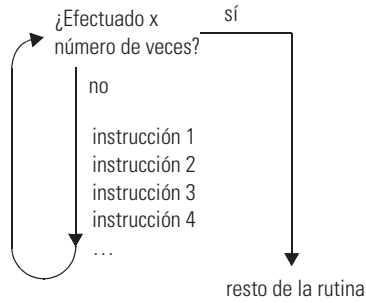 ¿Efectuado x
número de veces?
sí
no
instrucción 1
instrucción 2
instrucción 3
instrucción 4
...
resto de la rutina